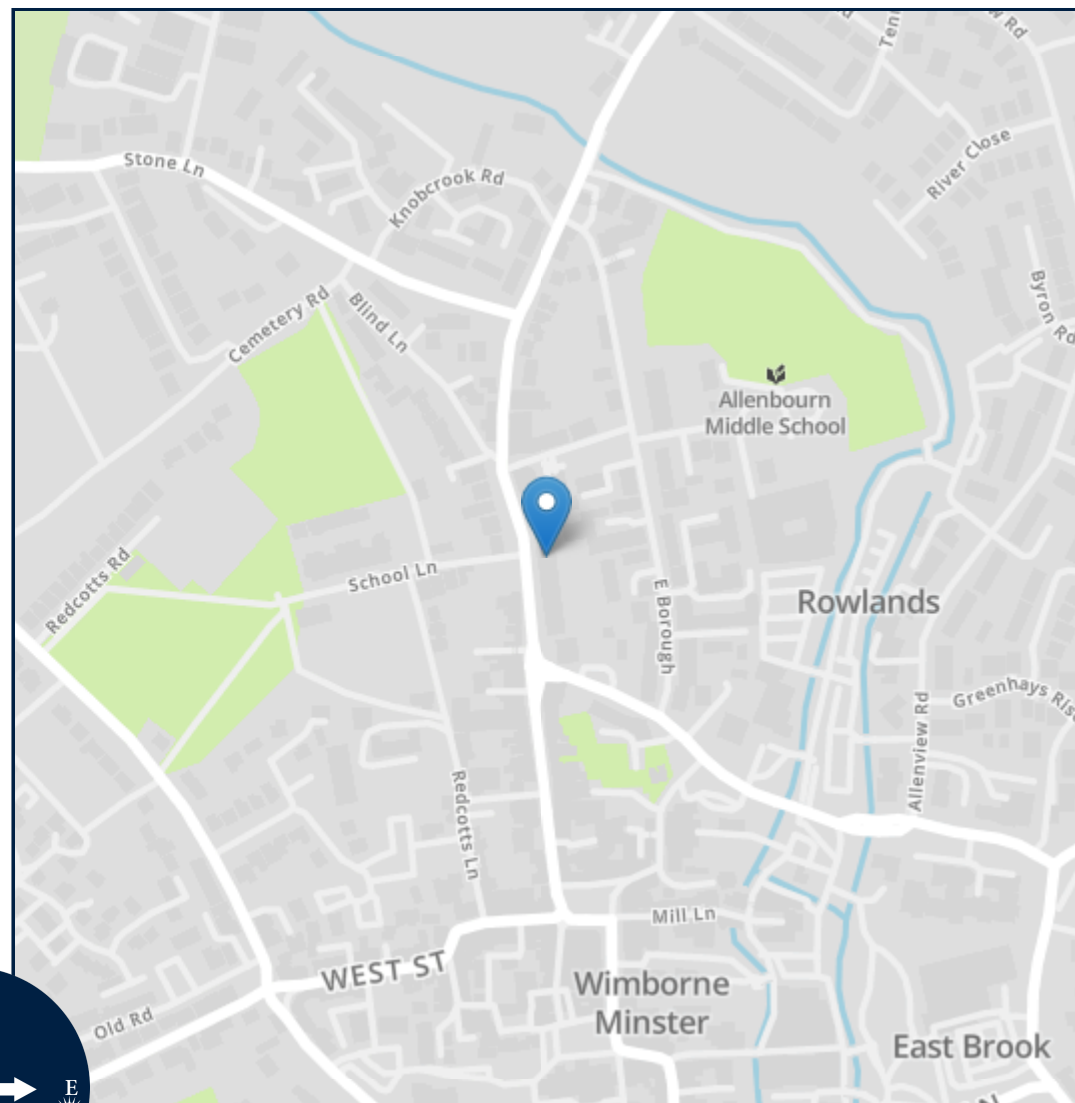 Stone Ln
Knobcrook Rd
River Close
Cemetery Rd
Blind Ln
Byron Rd
Allenbourn
Middle School
Redcotts Rd
School Ln
E Borough
Rowlands
Greenhays Rise
Allenview Rd
Redcotts Ln
Mill Ln
WEST ST
Wimborne
Minster
Old Rd
East Brook
E